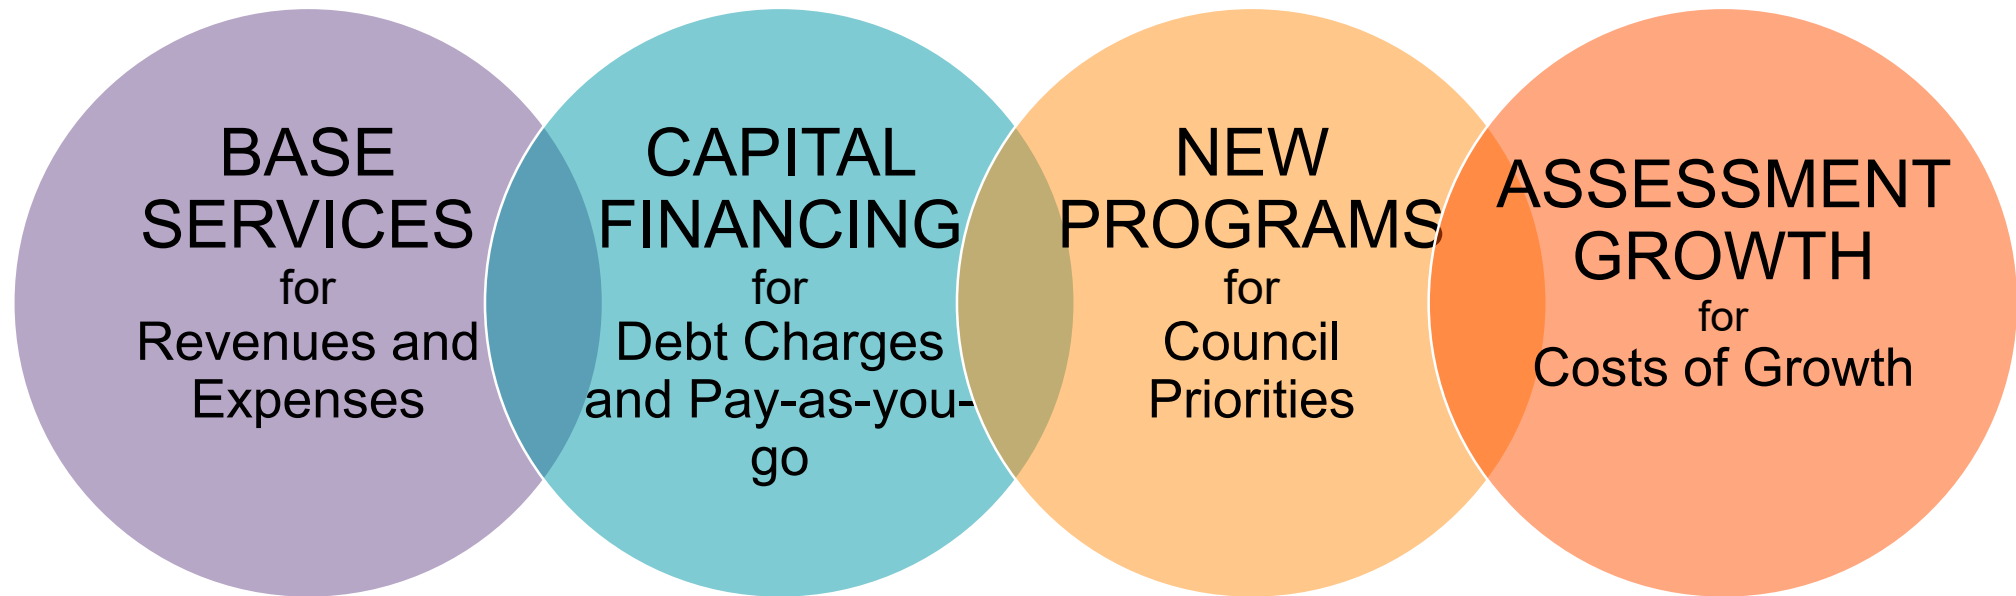 BASE
SERVICES
for
Revenues and
Expenses
CAPITAL
FINANCING
for
Debt Charges
and Pay-as-you-
go
NEW
PROGRAMS
for
Council
Priorities
ASSESSMENT
GROWTH
for
Costs of Growth